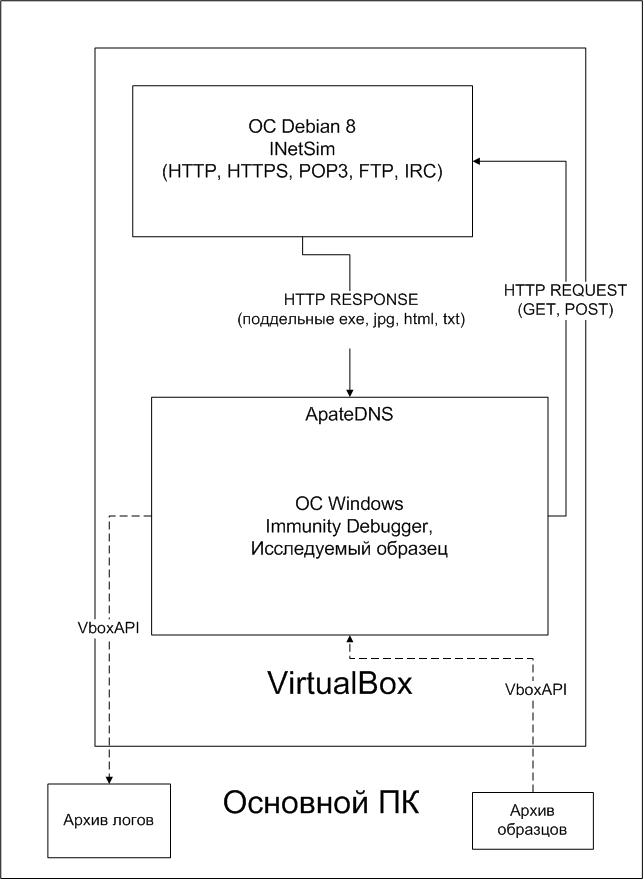 ОС Debian 8
INetSim
(HTTP, HTTPS, POP3, FTP, IRC)
HTTP RESPONSE
(поддельные exe, jpg, html, txt)
HTTP REQUEST
(GET, POST)
ApateDNS
ОС Windows
Immunity Debugger,
Исследуемый образец
VboxAPI
VirtualBox
VboxAPI
Основной ПК
Архив логов
Архив
образцов